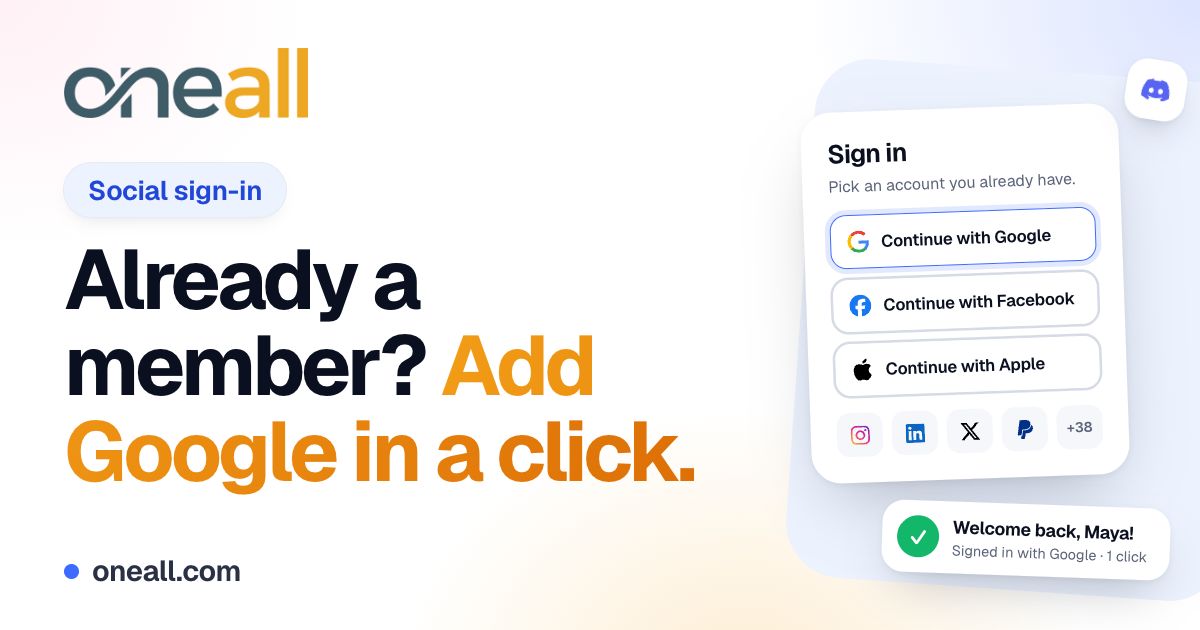 oneall
Social sign-in
Already a
member? Add
Google in a click.
oneall.com
Sign in
Pick an account you already have.
Continue with Google
Continue with Facebook
Continue with Apple
+38
Welcome back, Maya!
Signed in with Google · 1 click